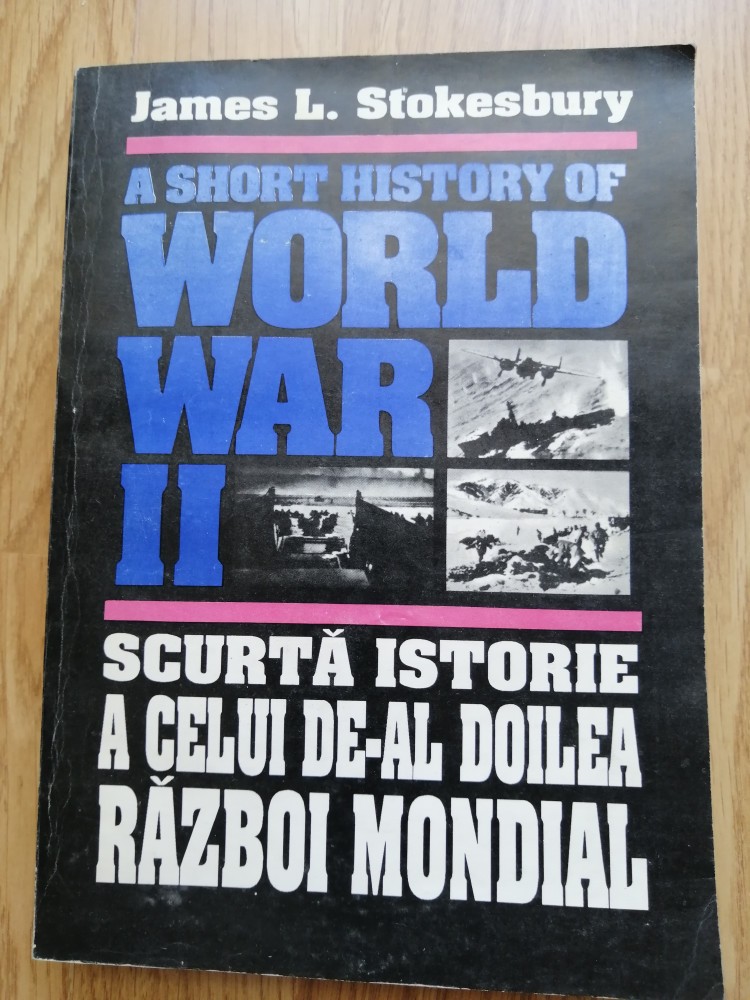 James L. Stokesbury
A SHORT HISTORY OF
WORLD
WAR
II
SCURTĂ ISTORIE
A CELUI DE-AL DOILEA
RĂZBOI MONDIAL